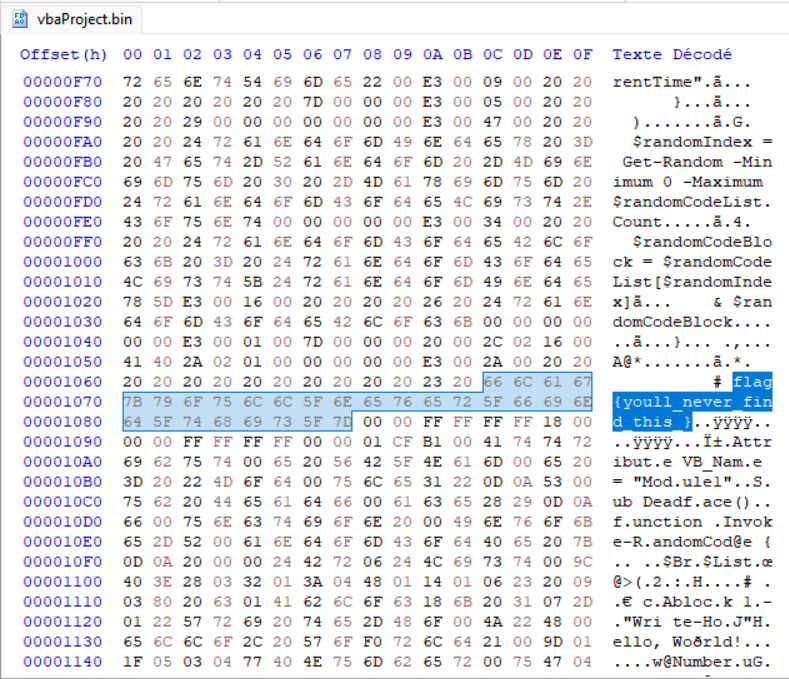 vbaProject.bin
Offset(h) 00 01 02 03 04 05 06 07 08 09 0A 0B 0C 0D 0E 0F Texte Décodé
00000F70 72 65 6E 74 54 69 6D 65 22 00 E3 00 09 00 20 20 rentTime".ã...
00000F80 20 20 20 20 20 20 7D 00 00 00 E3 00 05 00 20 20 }...ã...
00000F90 20 20 29 00 00 00 00 00 00 00 E3 00 47 00 20 20 ).......ã.G.
00000FA0 20 20 24 72 61 6E 64 6F 6D 49 6E 64 65 78 20 3D $randomIndex =
00000FB0 20 47 65 74 2D 52 61 6E 64 6F 6D 20 2D 4D 69 6E Get-Random -Min
00000FC0 69 6D 75 6D 20 30 20 2D 4D 61 78 69 6D 75 6D 20 imum 0 -Maximum
00000FD0 24 72 61 6E 64 6F 6D 43 6F 64 65 4C 69 73 74 2E $randomCodeList.
00000FE0 43 6F 75 6E 74 00 00 00 00 00 E3 00 34 00 20 20 Count.....ã.4.
00000FF0 20 20 24 72 61 6E 64 6F 6D 43 6F 64 65 42 6C 6F $randomCodeBlo
00001000 63 6B 20 3D 20 24 72 61 6E 64 6F 6D 43 6F 64 65 ck = $randomCode
00001010 4C 69 73 74 5B 24 72 61 6E 64 6F 6D 49 6E 64 65 List[$randomInde
00001020 78 5D E3 00 16 00 20 20 20 20 26 20 24 72 61 6E x]ã... & $ran
00001030 64 6F 6D 43 6F 64 65 42 6C 6F 63 6B 00 00 00 00 domCodeBlock....
00001040 00 00 E3 00 01 00 7D 00 00 00 20 00 2C 02 16 00 ..ã...}... .,...
00001050 41 40 2A 02 01 00 00 00 00 00 E3 00 2A 00 20 20 A@*.......ã.*.
00001060 20 20 20 20 20 20 20 20 20 20 23 20 66 6C 61 67 # flag
00001070 7B 79 6F 75 6C 6C 5F 6E 65 76 65 72 5F 66 69 6E {youll_never_fin
00001080 64 5F 74 68 69 73 5F 7D 00 00 FF FF FF FF 18 00 d_this_}..ÿÿÿÿ..
00001090 00 00 FF FF FF FF 00 00 01 CF B1 00 41 74 74 72 ..ÿÿÿÿ...Ï±.Attr
000010A0 69 62 75 74 00 65 20 56 42 5F 4E 61 6D 00 65 20 ibut.e VB_Nam.e
000010B0 3D 20 22 4D 6F 64 00 75 6C 65 31 22 0D 0A 53 00 = "Mod.ule1"..S.
000010C0 75 62 20 44 65 61 64 66 00 61 63 65 28 29 0D 0A ub Deadf.ace()..
000010D0 66 00 75 6E 63 74 69 6F 6E 20 00 49 6E 76 6F 6B f.unction .Invok
000010E0 65 2D 52 00 61 6E 64 6F 6D 43 6F 64 40 65 20 7B e-R.andomCod@e {
000010F0 0D 0A 20 00 00 24 42 72 06 24 4C 69 73 74 00 9C .. ..$Br.$List.œ
00001100 40 3E 28 03 32 01 3A 04 48 01 14 01 06 23 20 09 @>(.2.:.H....# .
00001110 03 80 20 63 01 41 62 6C 6F 63 18 6B 20 31 07 2D .€ c.Abloc.k 1.-
00001120 01 22 57 72 69 20 74 65 2D 48 6F 00 4A 22 48 00 ."Wri te-Ho.J"H.
00001130 65 6C 6C 6F 2C 20 57 6F F0 72 6C 64 21 00 9D 01 ello, Woðrld!...
00001140 1F 05 03 04 77 40 4E 75 6D 62 65 72 00 75 47 04 ....w@Number.uG.